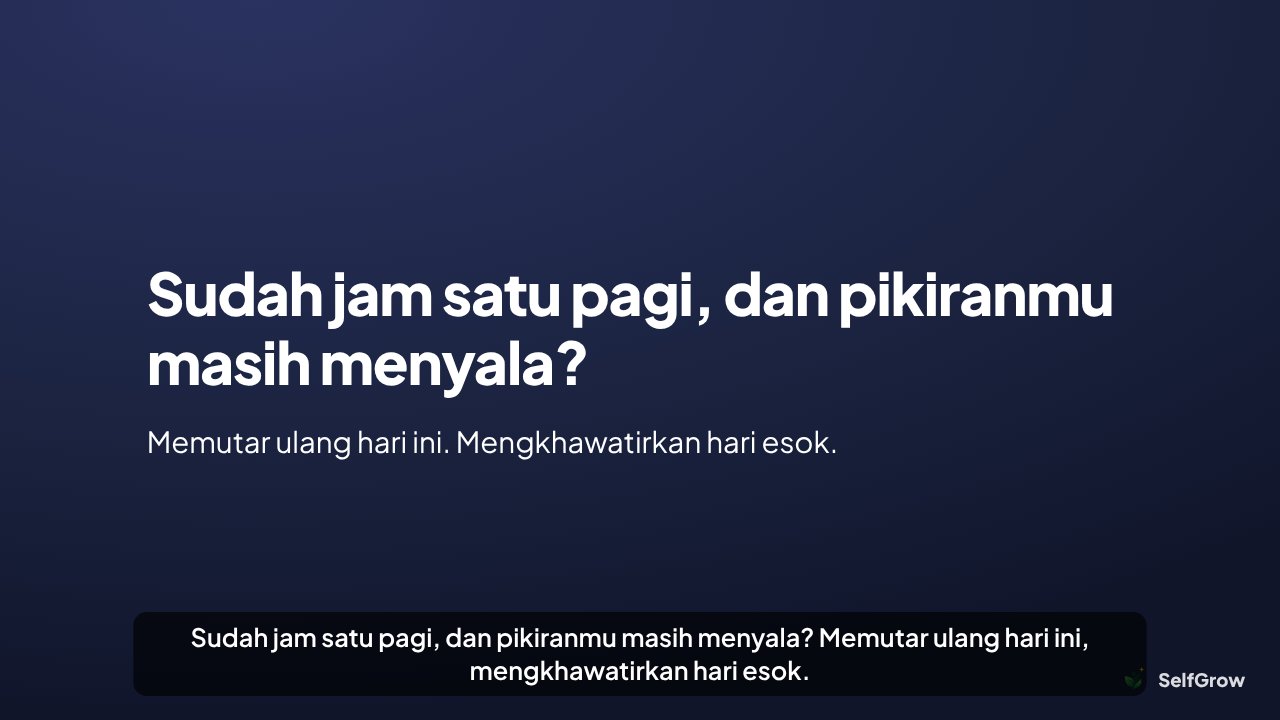 Sudah jam satu pagi, dan pikiranmu
masih menyala?
Memutar ulang hari ini. Mengkhawatirkan hari esok.
Sudah jam satu pagi, dan pikiranmu masih menyala? Memutar ulang hari ini,
mengkhawatirkan hari esok.
SelfGrow